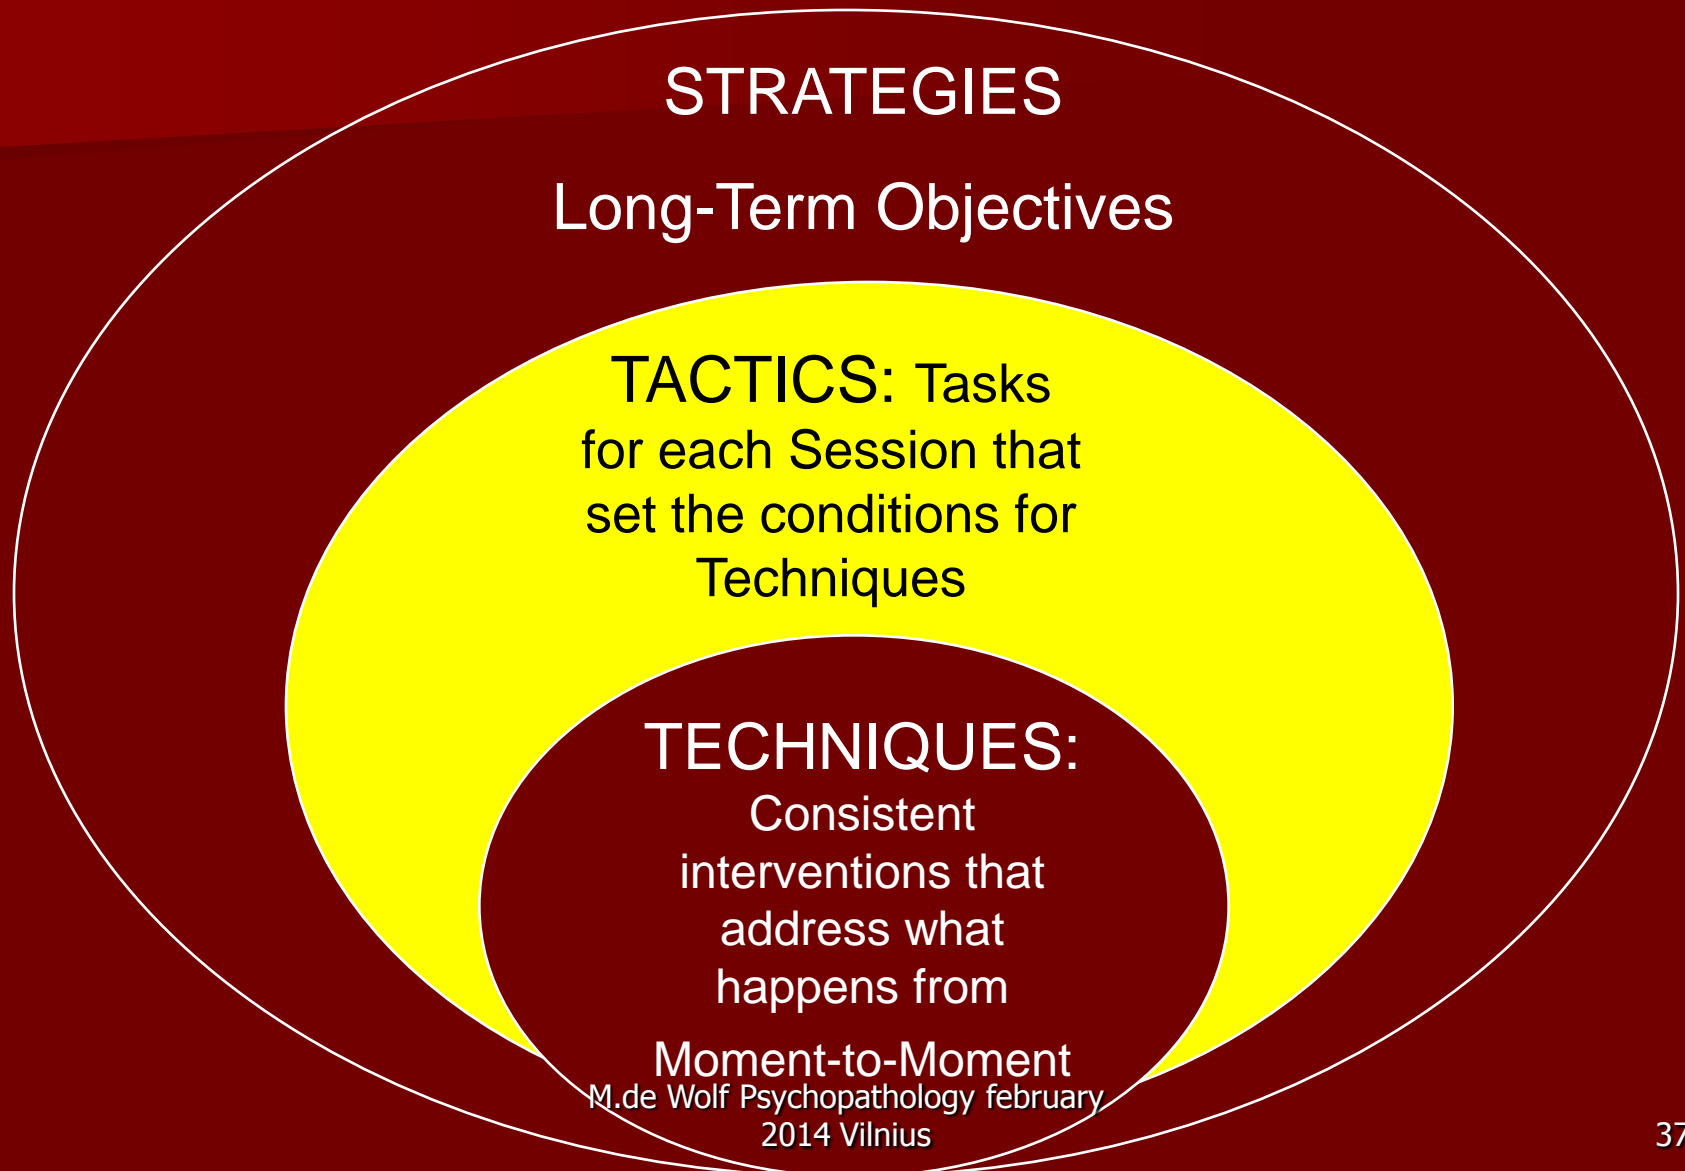 STRATEGIES
Long-Term Objectives
TACTICS: Tasks
for each Session that
set the conditions for
Techniques
TECHNIQUES:
Consistent
interventions that
address what
happens from
Moment-to-Moment
M.de Wolf Psychopathology february
2014 Vilnius
37